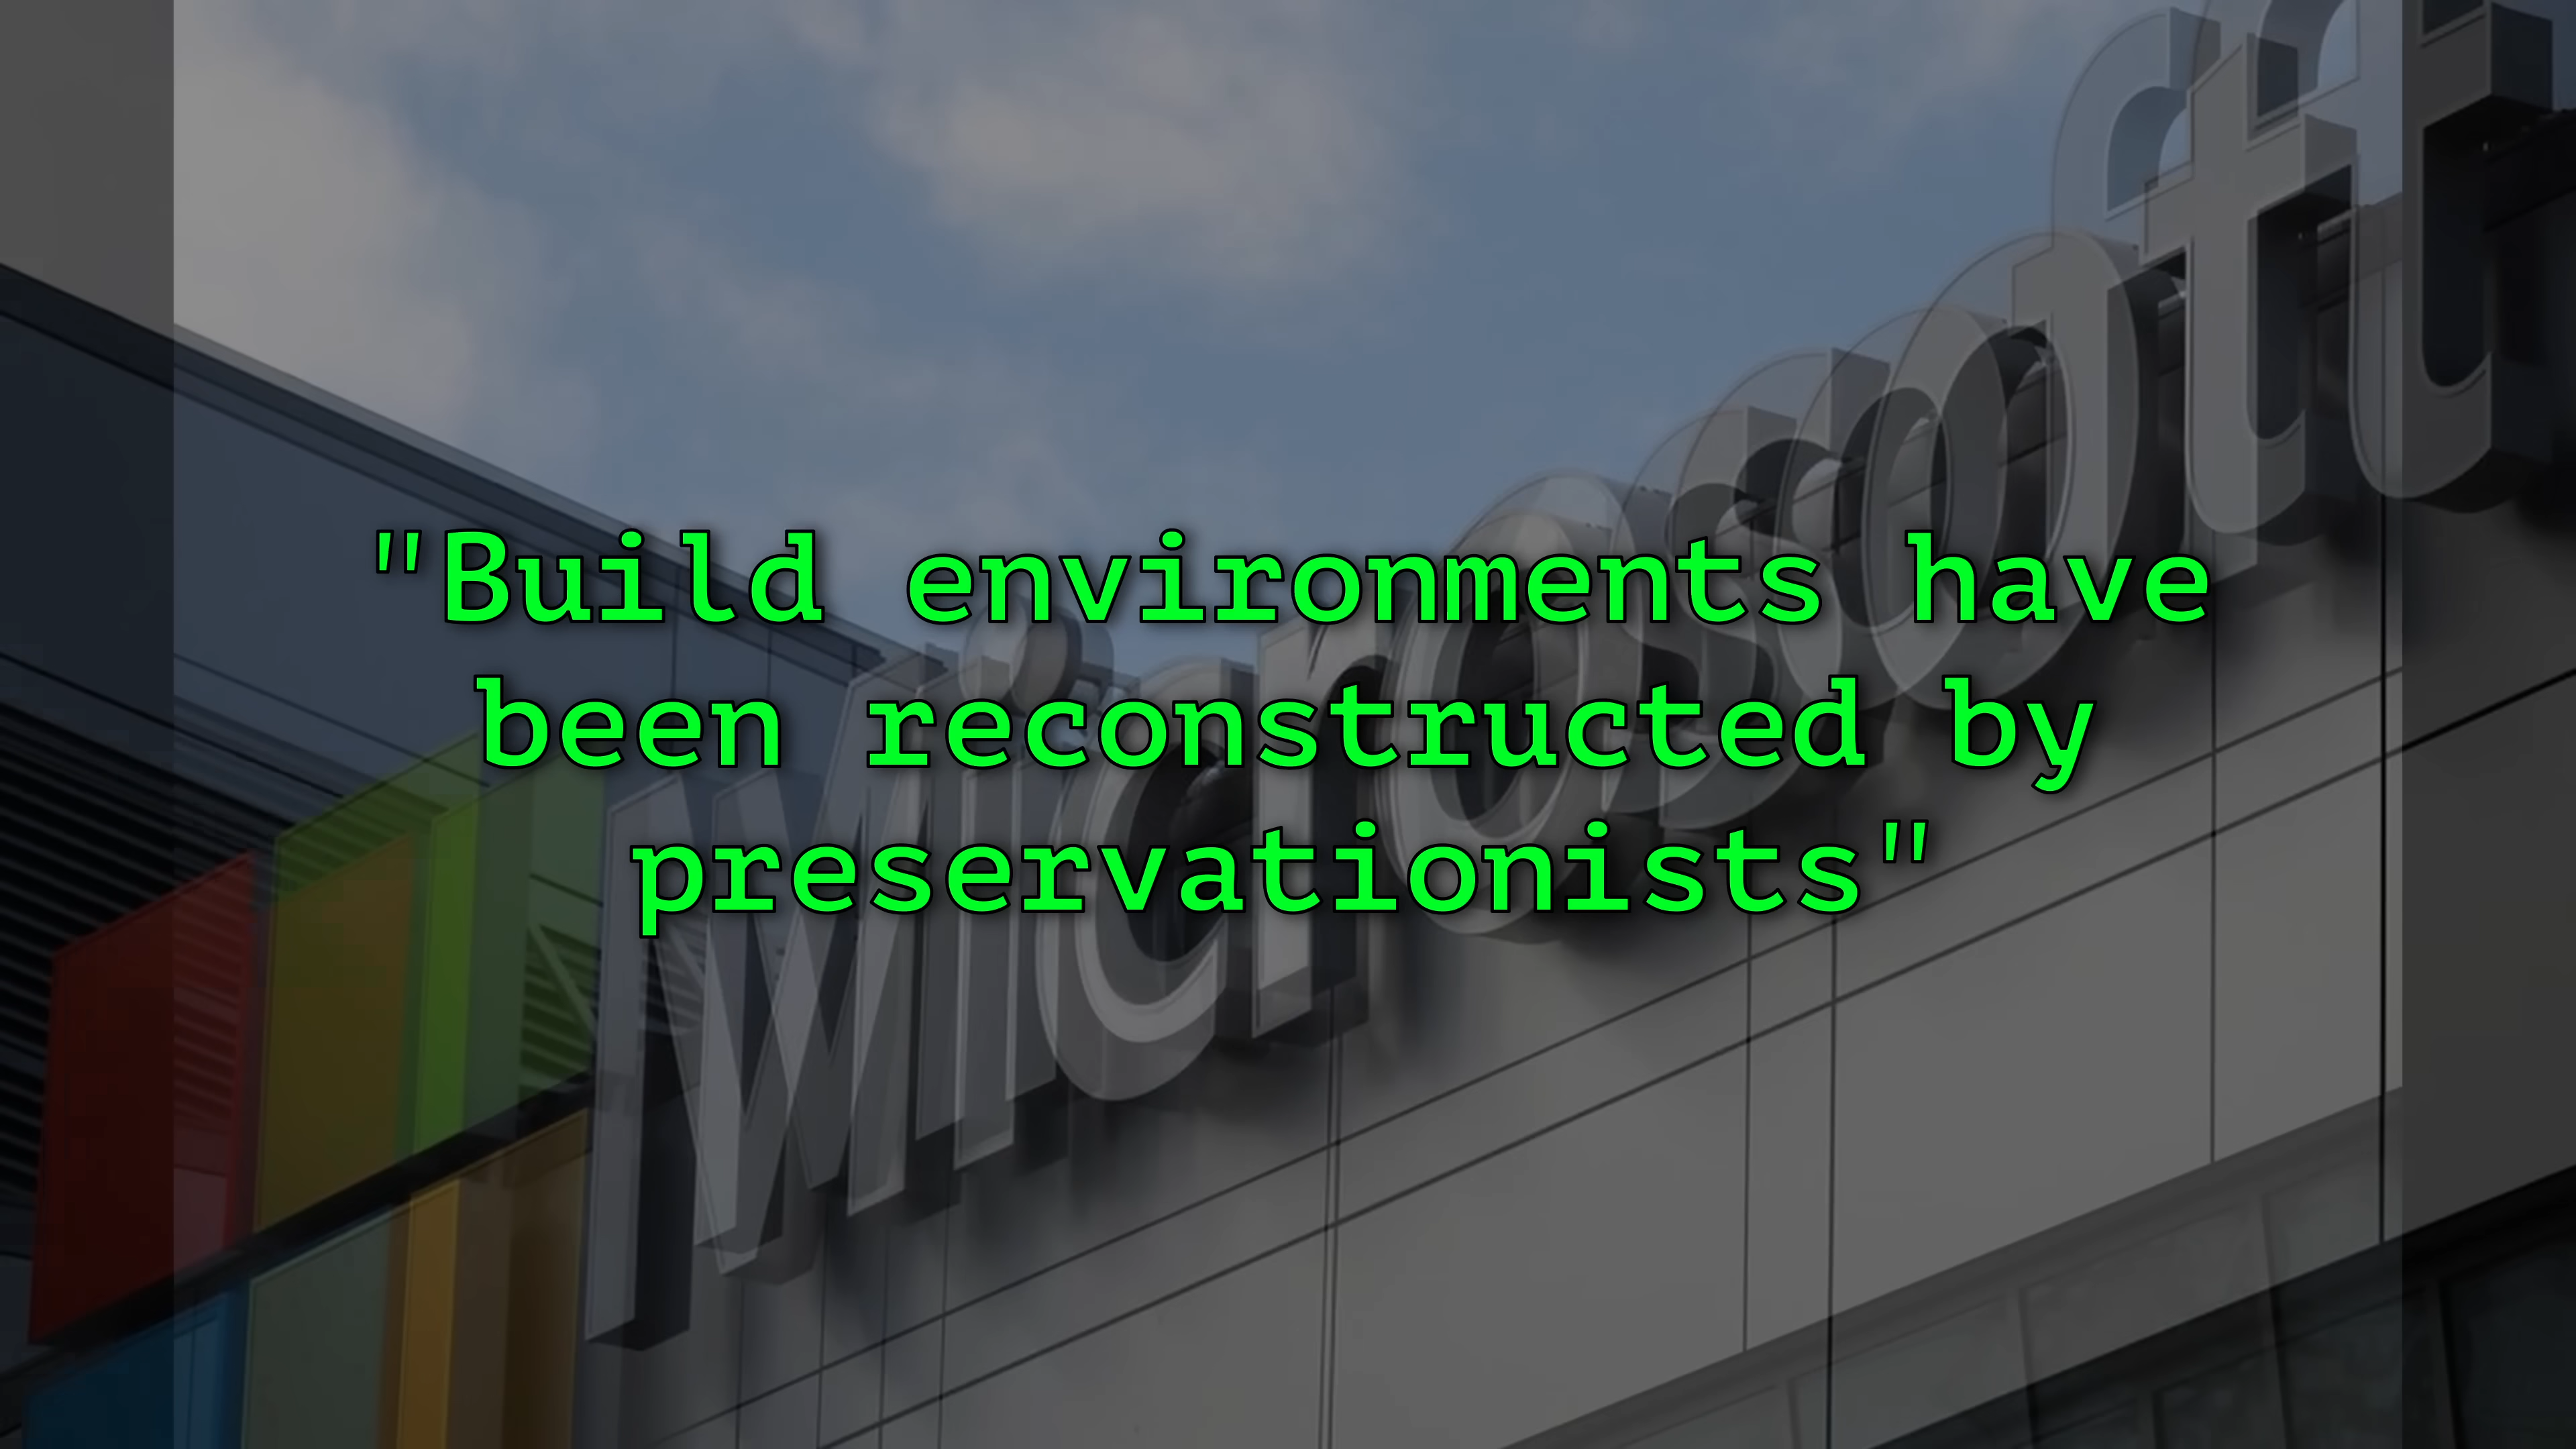 Microsoft
"Build environments have
been reconstructed by
preservationists"